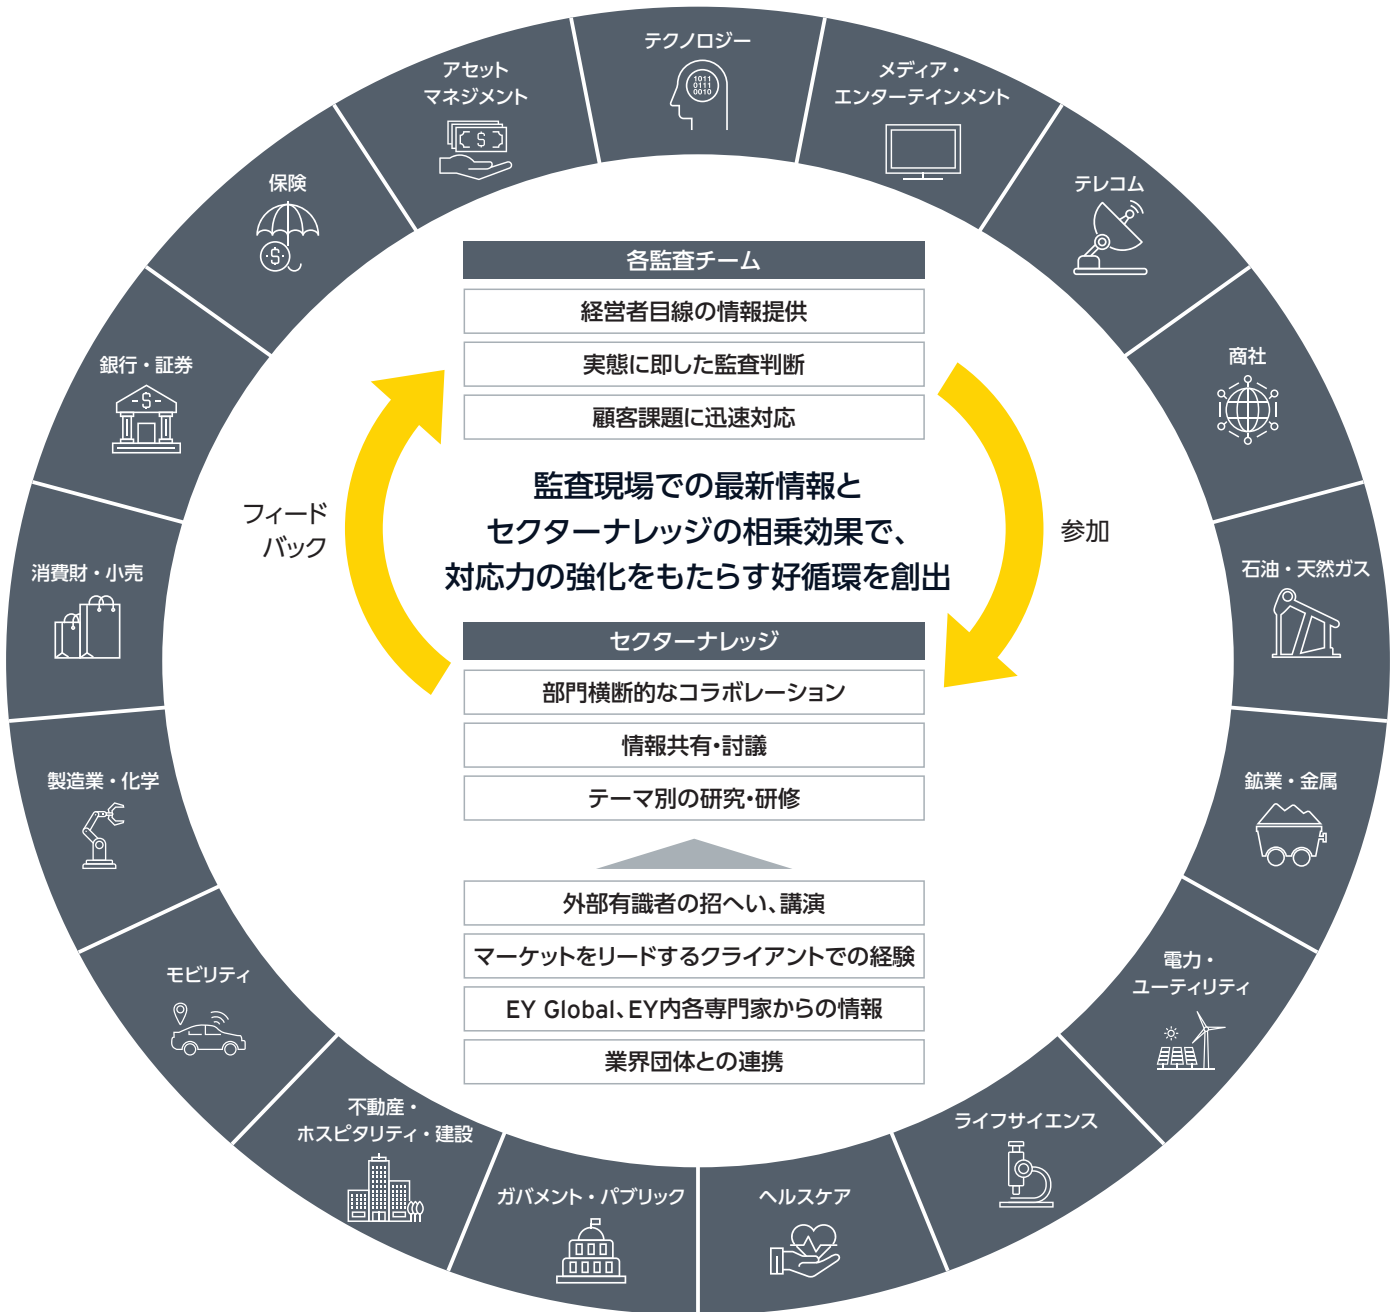 テクノロジー
1011
0111
0010
メディア・
エンターテインメント
テレコム
商社
石油・天然ガス
鉱業・金属
電力・
ユーティリティ
ライフサイエンス
ヘルスケア
ガバメント・パブリック
不動産・
ホスピタリティ・建設
モビリティ
製造業・化学
消費財・小売
銀行・証券
$
保険
$
アセット
マネジメント
$
各監査チーム
経営者目線の情報提供
実態に即した監査判断
顧客課題に迅速対応
フィード
バック
監査現場での最新情報と
セクターナレッジの相乗効果で、
対応力の強化をもたらす好循環を創出
参加
セクターナレッジ
部門横断的なコラボレーション
情報共有・討議
テーマ別の研究・研修
外部有識者の招へい、講演
マーケットをリードするクライアントでの経験
EY Global、EY内各専門家からの情報
業界団体との連携